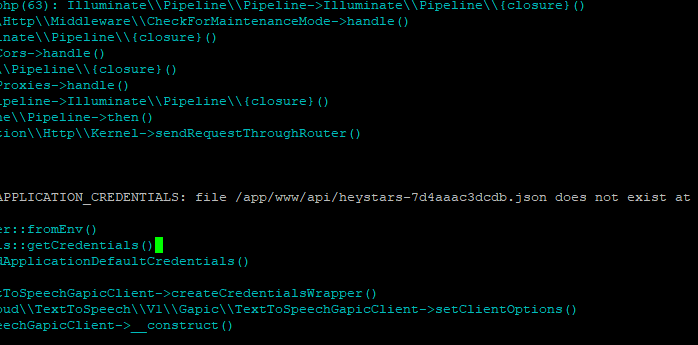 php(63): Illuminate\\Pipeline\\Pipeline->Illuminate\\Pipeline\\{closure}()
\Http\\Middleware\\CheckForMaintenanceMode->handle()
inate\\Pipeline\\{closure}()
Cors->handle()
\\Pipeline\\{closure}()
Proxies->handle()
ipeline->Illuminate\\Pipeline\\{closure}()
ne\\Pipeline->then()
tion\\Http\\Kernel->sendRequestThroughRouter()
APPLICATION_CREDENTIALS: file /app/www/api/heystars-7d4aaac3dcdb.json does not exist at
er::fromEnv()
ls::getCredentials()
dApplicationDefaultCredentials()
tToSpeechGapicClient->createCredentialsWrapper()
oud\\TextToSpeech\\V1\\Gapic\\TextToSpeechGapicClient->setClientOptions()
eechGapicClient->__construct()